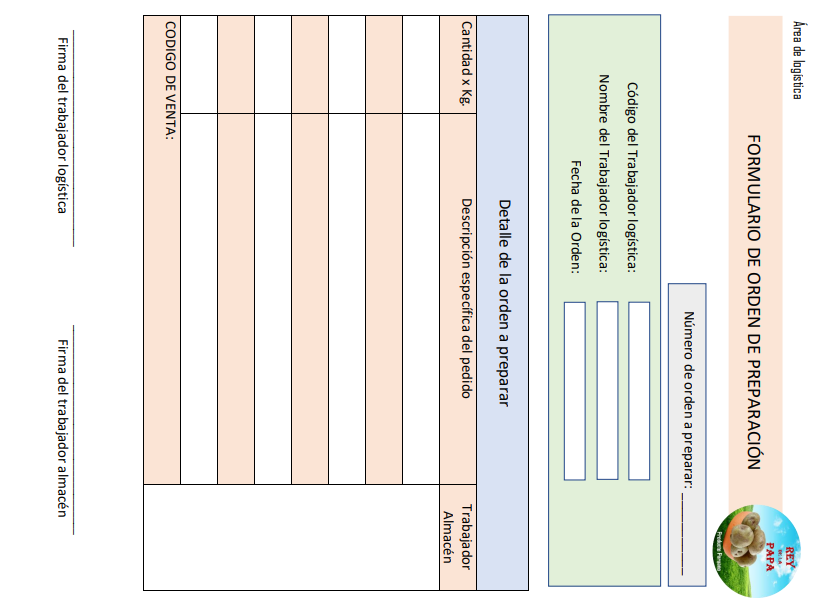 Área de logística
FORMULARIO DE ORDEN DE PREPARACIÓN
REY
DE LA
PAPA
Producto Peruano
Número de orden a preparar: ___________
Código del Trabajador logística:
Nombre del Trabajador logística:
Fecha de la Orden:
Detalle de la orden a preparar
Cantidad x Kg.
Descripción específica del pedido
Trabajador
Almacén
CODIGO DE VENTA:
Firma del trabajador logística
Firma del trabajador almacén